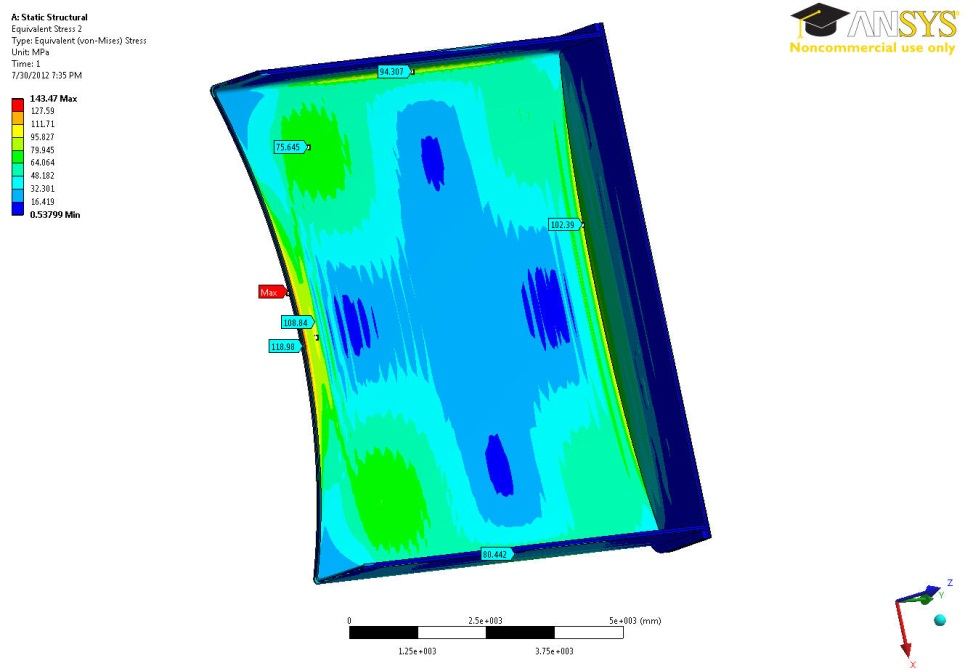 A: Static Structural
Equivalent Stress 2
Type: Equivalent (von-Mises) Stress
Unit: MPa
Time: 1
7/30/2012 7:35 PM
143.47 Max
127.59
111.71
95.827
79.945
64.064
48.182
32.301
16.419
0.53799 Min
ANSYS
Noncommercial use only
94.307
75.645
102.39
Max
108.84
118.98
80.442
0 2.5e+003 5e+003 (mm)
1.25e+003 3.75e+003
Z
Y
X